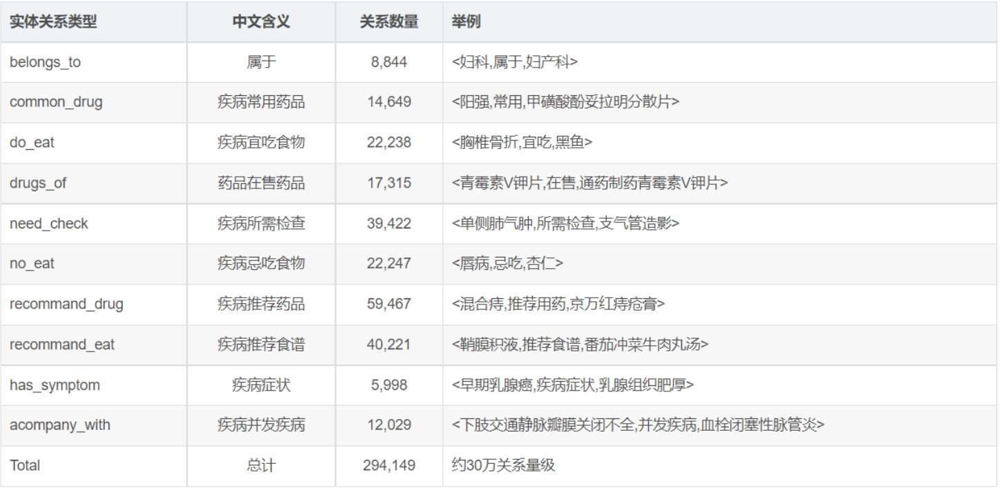 实体关系类型 中文含义 关系数量 举例
belongs_to 属于 8,844 <妇科,属于,妇产科>
common_drug 疾病常用药品 14,649 <阳强,常用,甲磺酸酚妥拉明分散片>
do_eat 疾病宜吃食物 22,238 <胸椎骨折,宜吃,黑鱼>
drugs_of 药品在售药品 17,315 <青霉素V钾片,在售,通药制药青霉素V钾片>
need_check 疾病所需检查 39,422 <单侧肺气肿,所需检查,支气管造影>
no_eat 疾病忌吃食物 22,247 <唇病,忌吃,杏仁>
recommand_drug 疾病推荐药品 59,467 <混合痔,推荐用药,京万红痔疮膏>
recommand_eat 疾病推荐食谱 40,221 <鞘膜积液,推荐食谱,番茄冲菜牛肉丸汤>
has_symptom 疾病症状 5,998 <早期乳腺癌,疾病症状,乳腺组织肥厚>
acompany_with 疾病并发疾病 12,029 <下肢交通静脉瓣膜关闭不全,并发疾病,血栓闭塞性脉管炎>
Total 总计 294,149 约30万关系量级